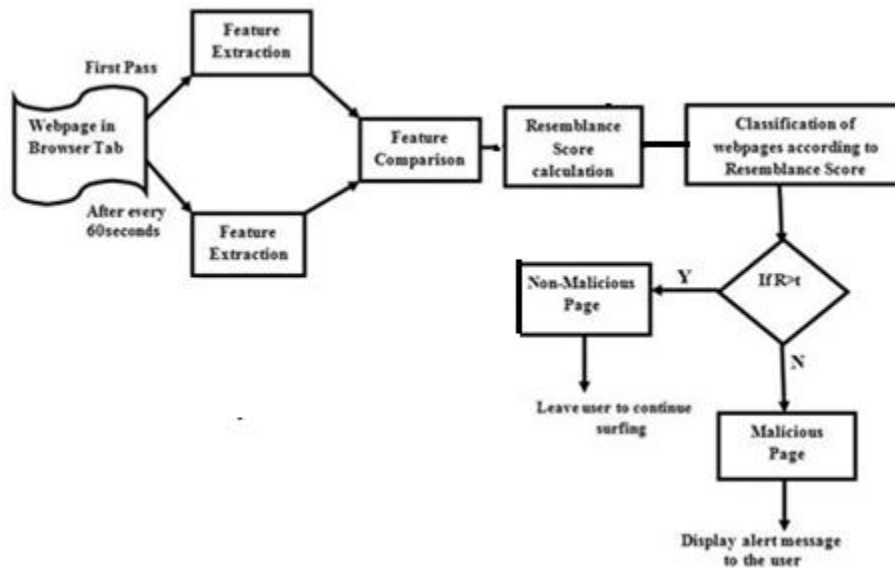 First Pass
Feature
Extraction
Webpage in
Browser Tab
After every
60seconds
Feature
Extraction
Feature
Comparison
Resemblance
Score
calculation
Classification of
webpages according to
Resemblance Score
If R>t
Y
Non-Malicious
Page
Leave user to continue
surfing
N
Malicious
Page
Display alert message
to the user